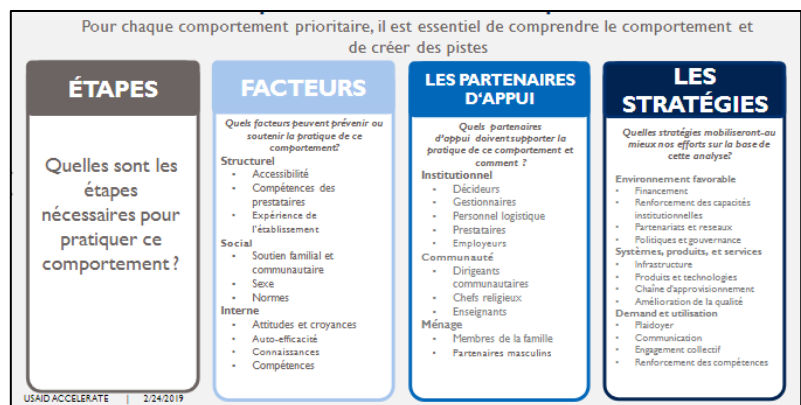 Pour chaque comportement prioritaire, il est essentiel de comprendre le comportement et
de créer des pistes
ÉTAPES
Quelles sont les
étapes
nécessaires pour
pratiquer ce
comportement ?
FACTEURS
Quels facteurs peuvent prévenir ou
soutenir la pratique de ce
comportement?
Structurel
• Accessibilité
• Compétences des
prestataires
• Expérience de
l'établissement
Social
• Soutien familial et
communautaire
• Sexe
• Normes
Interne
• Attitudes et croyances
• Auto-efficacité
• Connaissances
• Compétences
LES PARTENAIRES
D'APPUI
Quels partenaires
d'appui doivent supporter la
pratique de ce comportement et
comment ?
Institutionnel
• Décideurs
• Gestionnaires
• Personnel logistique
• Prestataires
• Employeurs
Communauté
• Dirigeants
communautaires
• Chefs religieux
• Enseignants
Ménage
• Membres de la famille
• Partenaires masculins
LES
STRATÉGIES
Quelles stratégies mobiliseront-au
mieux nos efforts sur la base de
cette analyse?
Environnement favorable
• Financement
• Renforcement des capacités
institutionnelles
• Partenariats et reseaux
• Politiques et gouvernance
Systèmes, produits, et services
• Infrastructure
• Produits et technologies
• Chaîne d'approvisionnement
• Amélioration de la qualité
Demand et utilisation
• Plaidoyer
• Communication
• Engagement collectif
• Renforcement des compétences
USAID ACCELERATE | 2/24/2019